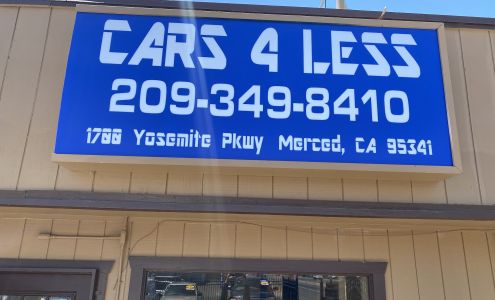 CARS 4 LESS
209-349-8410
1700 Yosemite Pkwy Merced, CA 95341